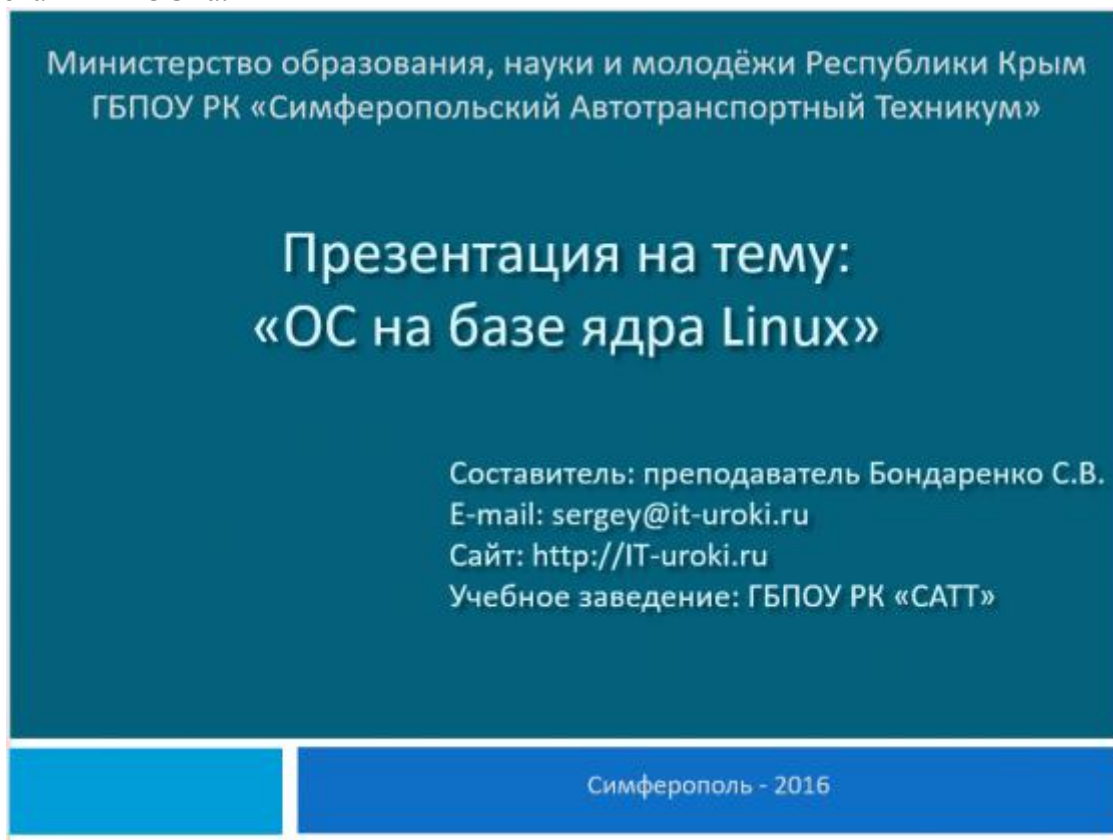 Министерство образования, науки и молодёжи Республики Крым
ГБПОУ РК «Симферопольский Автотранспортный Техникум»
Презентация на тему:
«ОС на базе ядра Linux»
Составитель: преподаватель Бондаренко С.В.
E-mail: sergey@it-uroki.ru
Сайт: http://IT-uroki.ru
Учебное заведение: ГБПОУ РК «САТТ»
Симферополь - 2016